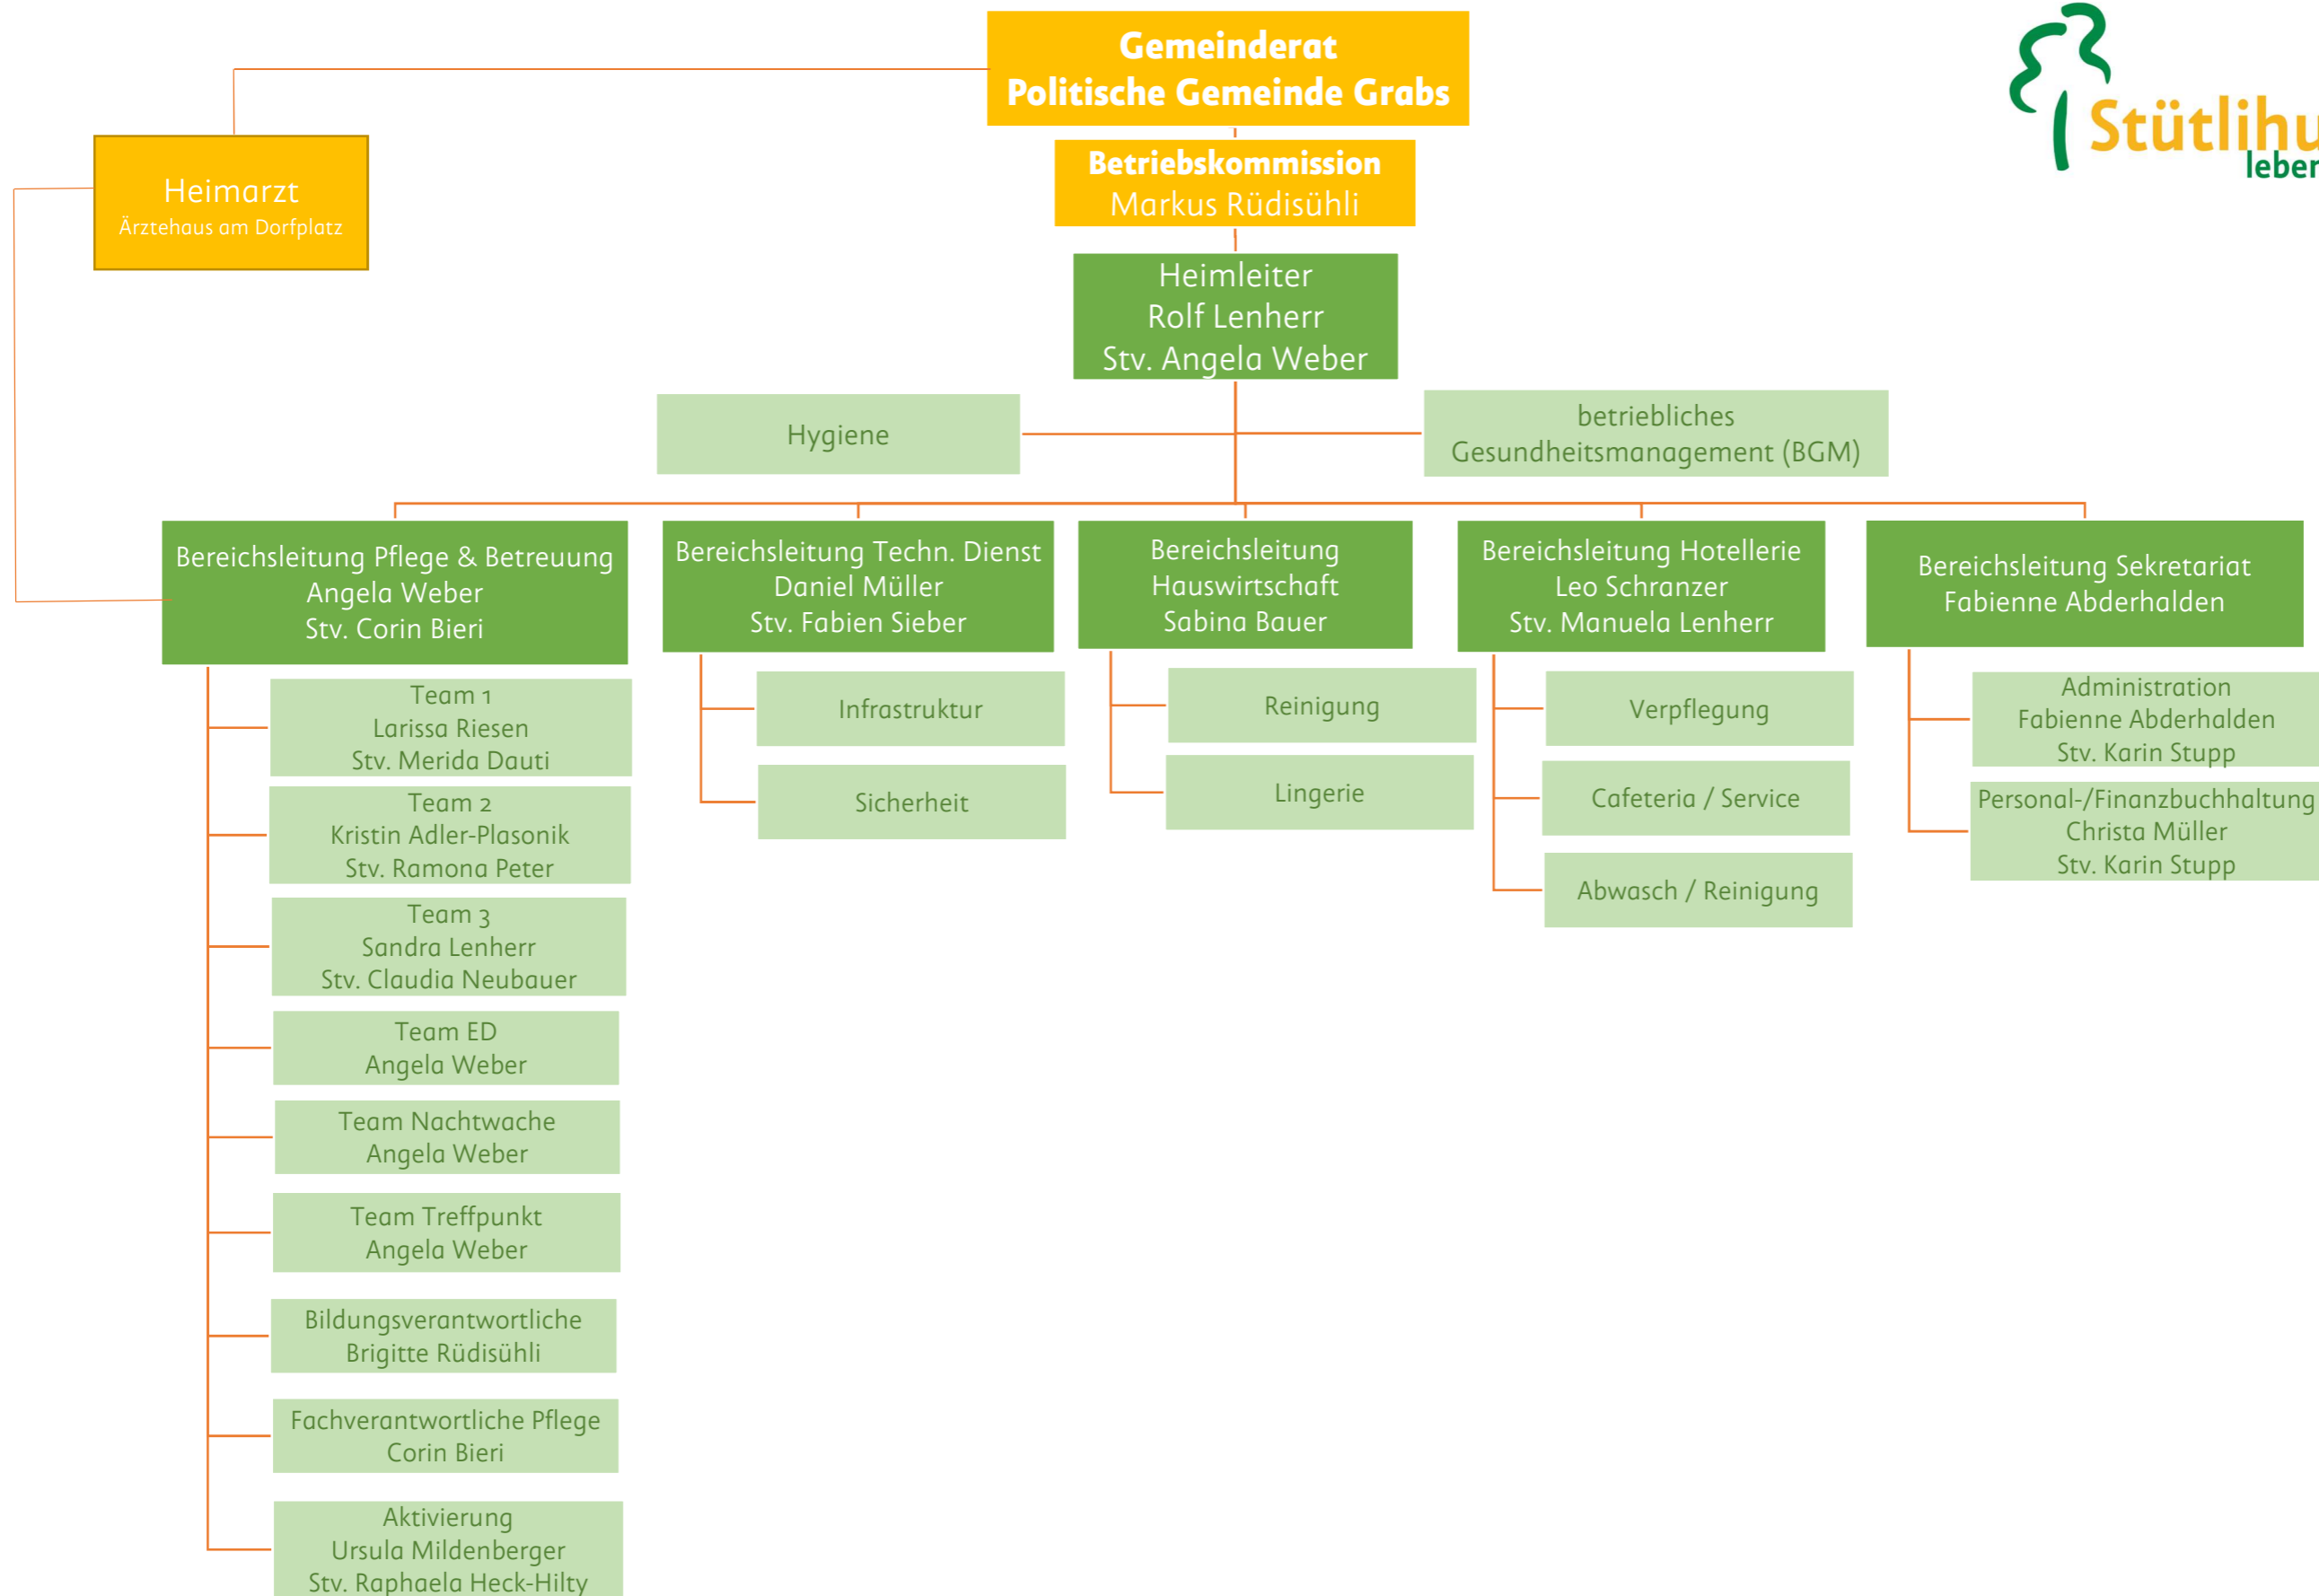 Gemeinderat
Politische Gemeinde Grabs
Betriebskommission
Markus Rüdisühli
Heimarzt
Ärztehaus am Dorfplatz
Heimleiter
Rolf Lenherr
Stv. Angela Weber
Hygiene
betriebliches
Gesundheitsmanagement (BGM)
Bereichsleitung Pflege & Betreuung
Angela Weber
Stv. Corin Bieri
Team 1
Larissa Riesen
Stv. Merida Dauti
Team 2
Kristin Adler-Plasonik
Stv. Ramona Peter
Team 3
Sandra Lenherr
Stv. Claudia Neubauer
Team ED
Angela Weber
Team Nachtwache
Angela Weber
Team Treffpunkt
Angela Weber
Bildungsverantwortliche
Brigitte Rüdisühli
Fachverantwortliche Pflege
Corin Bieri
Aktivierung
Ursula Mildenberger
Stv. Raphaela Heck-Hilty
Bereichsleitung Techn. Dienst
Daniel Müller
Stv. Fabien Sieber
Infrastruktur
Sicherheit
Bereichsleitung
Hauswirtschaft
Sabina Bauer
Reinigung
Lingerie
Bereichsleitung Hotellerie
Leo Schranzer
Stv. Manuela Lenherr
Verpflegung
Cafeteria / Service
Abwasch / Reinigung
Bereichsleitung Sekretariat
Fabienne Abderhalden
Administration
Fabienne Abderhalden
Stv. Karin Stupp
Personal-/Finanzbuchhaltung
Christa Müller
Stv. Karin Stupp